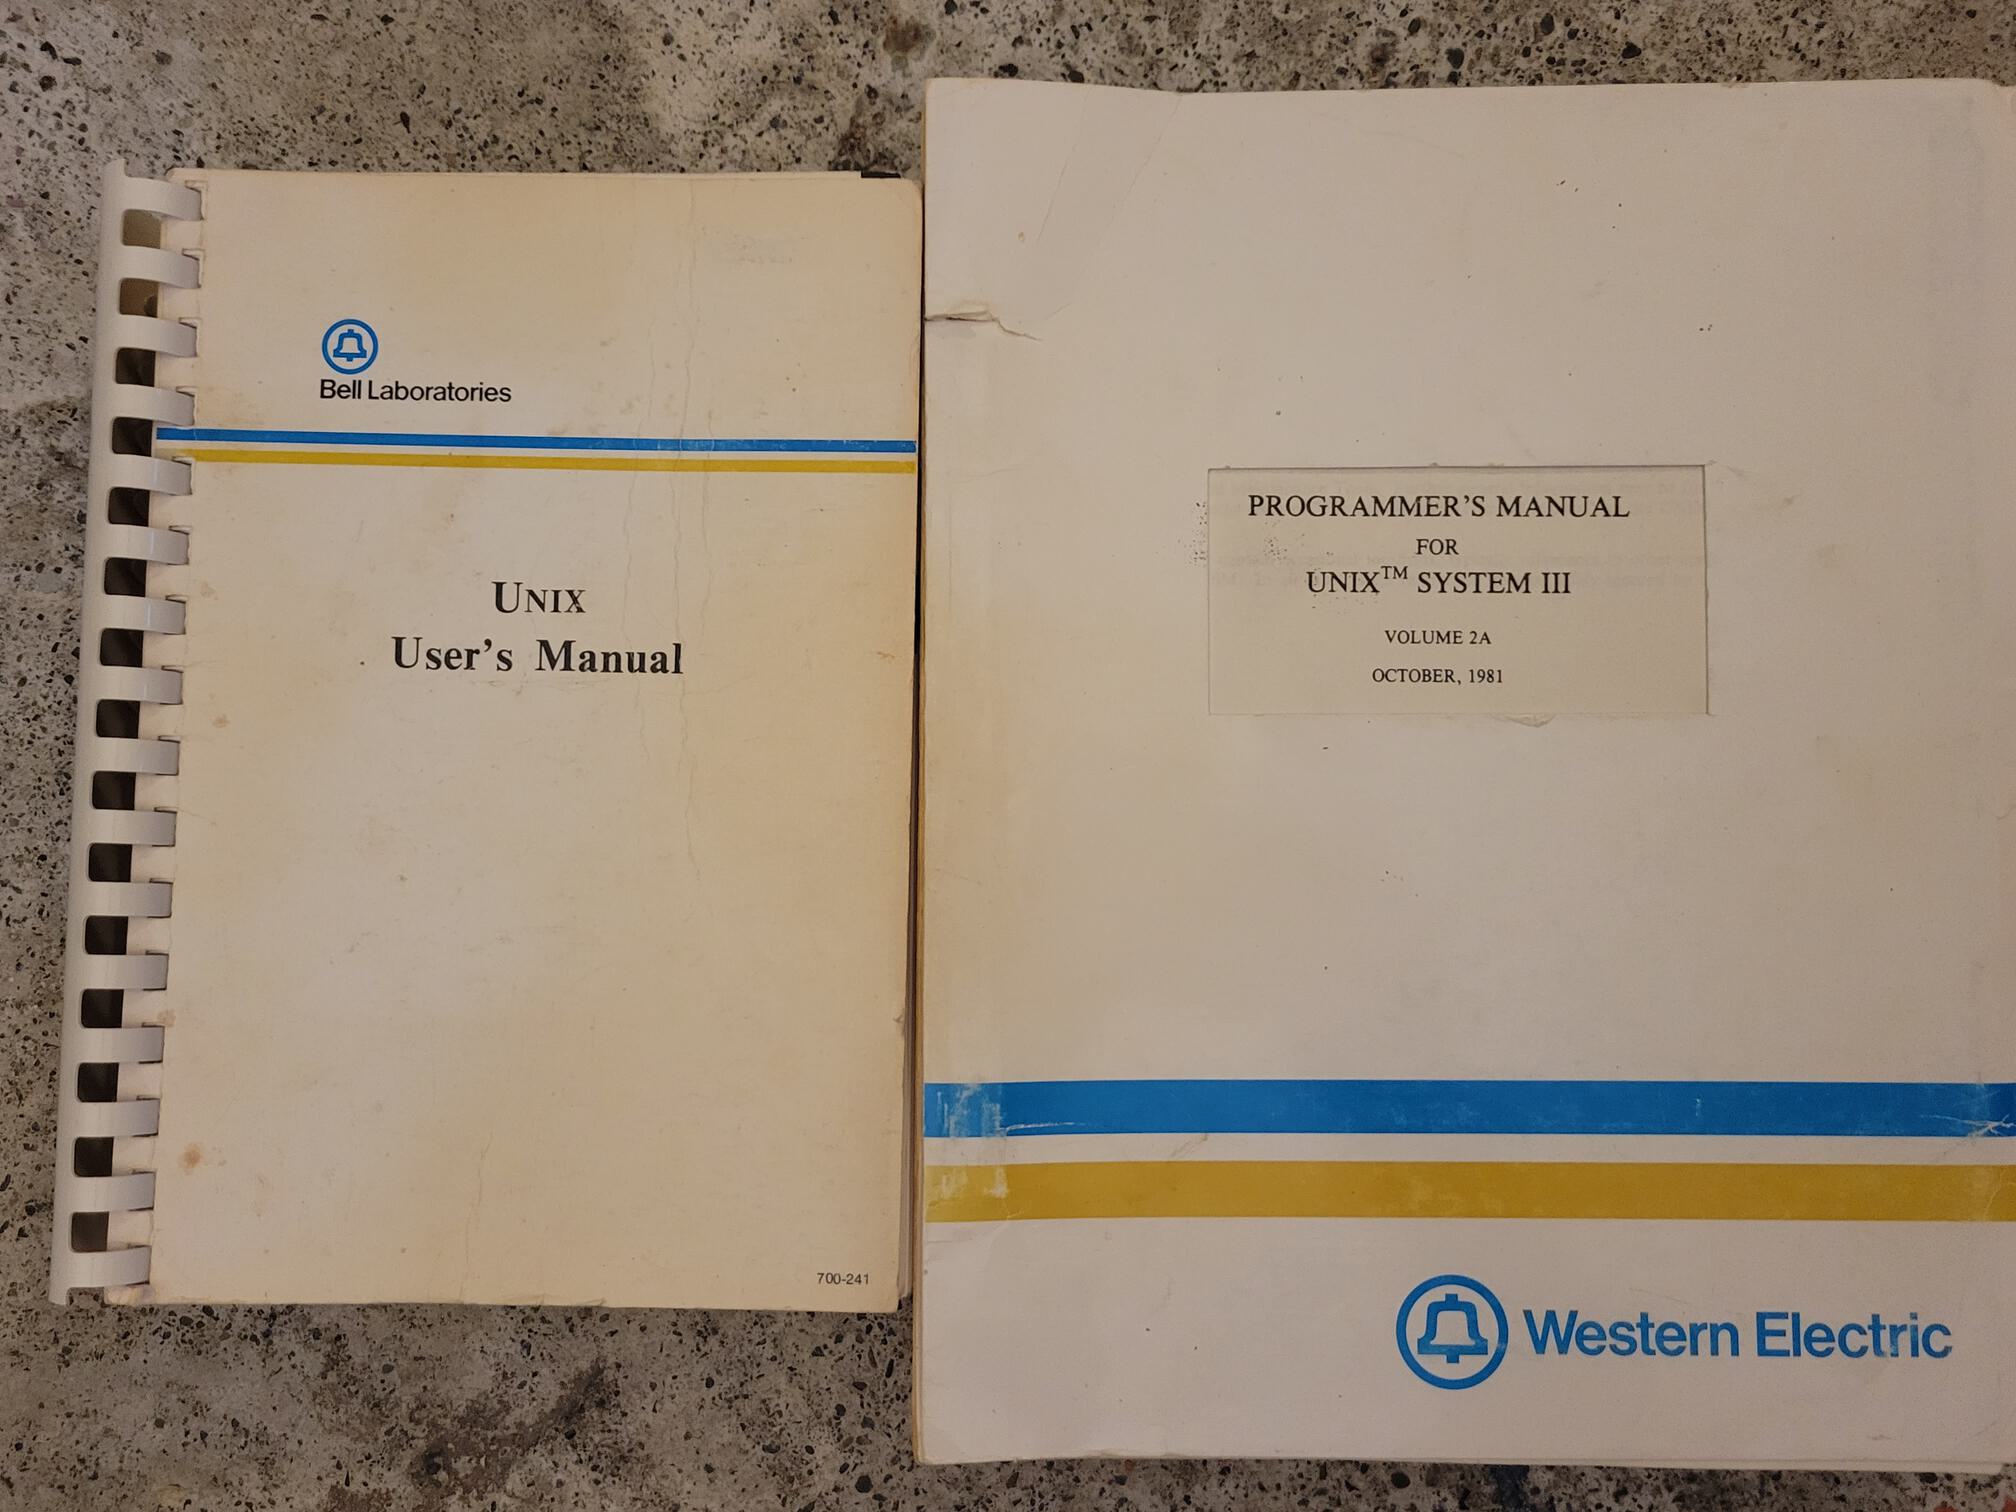 Bell Laboratories
UNIX
User's Manual
700-241
PROGRAMMER'S MANUAL
FOR
UNIX™ SYSTEM III
VOLUME 2A
OCTOBER, 1981
Western Electric